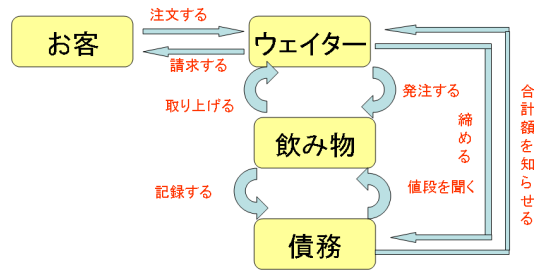 注文する
お客
ウェイター
請求する
取り上げる
発注する
飲み物
締める
合計額を知らせる
記録する
値段を聞く
債務